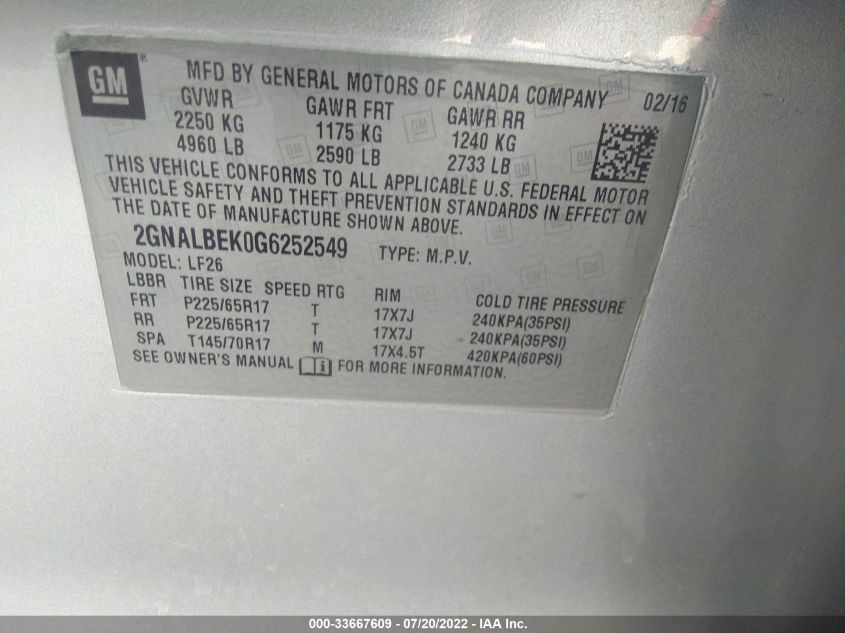 GM
MFD BY GENERAL MOTORS OF CANADA COMPANY 02/16
GVWR GAWR FRT GAWR RR
2250 KG 1175 KG 1240 KG
4960 LB 2590 LB 2733 LB
THIS VEHICLE CONFORMS TO ALL APPLICABLE U.S. FEDERAL MOTOR
VEHICLE SAFETY AND THEFT PREVENTION STANDARDS IN EFFECT ON
THE DATE OF MANUFACTURE SHOWN ABOVE.
2GNALBEK0G6252549 TYPE: M.P.V.
MODEL: LF26
LBBR TIRE SIZE SPEED RTG RIM COLD TIRE PRESSURE
FRT P225/65R17 T 17X7J 240KPA(35PSI)
RR P225/65R17 T 17X7J 240KPA(35PSI)
SPA T145/70R17 M 17X4.5T 420KPA(60PSI)
SEE OWNER'S MANUAL FOR MORE INFORMATION.
000-33667609 - 07/20/2022 - IAA Inc.